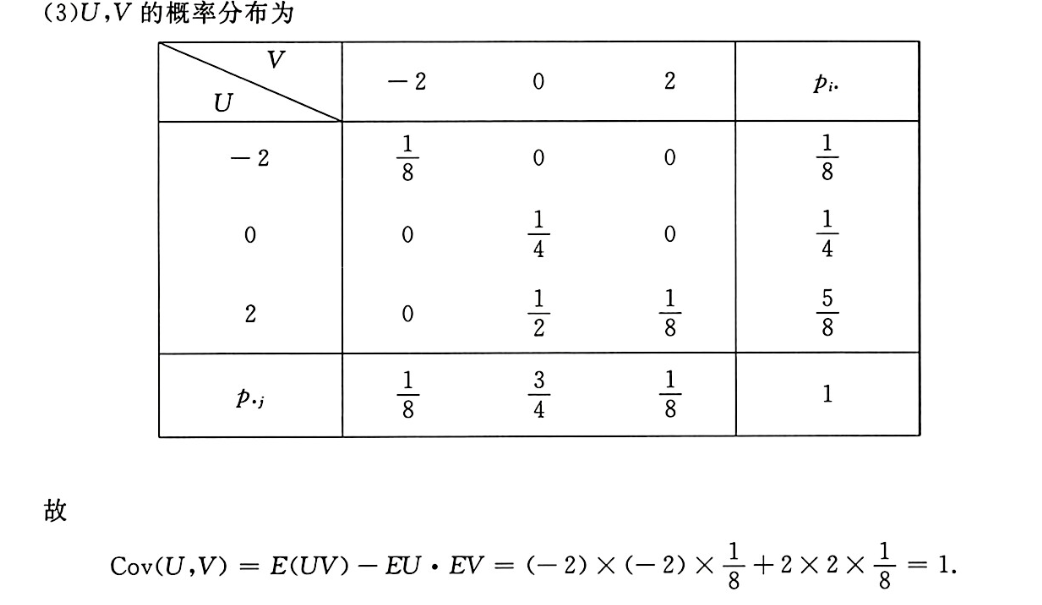 (3)U,V 的概率分布为
V
U
－2 0 2 pᵢ.
－2 1/8 0 0 1/8
0 0 1/4 0 1/4
2 0 1/2 1/8 5/8
p.ⱼ 1/8 3/4 1/8 1
故
Cov(U,V) = E(UV) － EU · EV = (－2) × (－2) × 1/8 + 2 × 2 × 1/8 = 1.